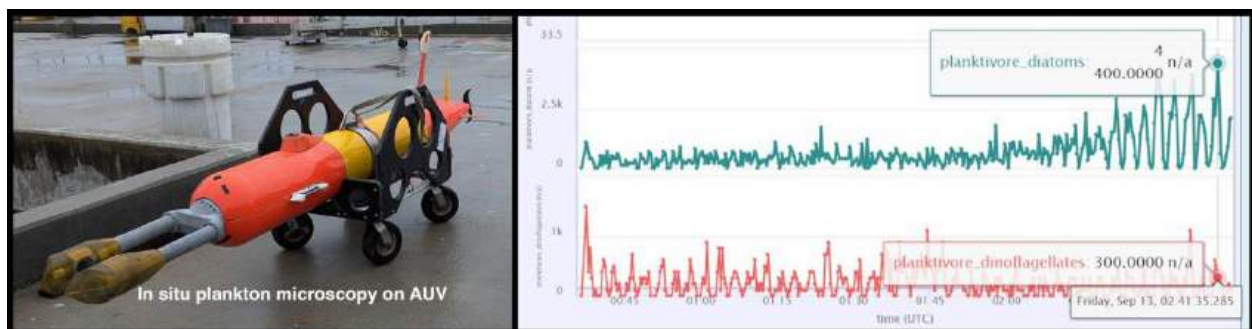 In situ plankton microscopy on AUV
33.5
planktivore_diatoms: 4 400.0000 n/a
2.5k
0
1k
planktivore_dinoflagellates: 300.0000 n/a
0
00:45 01:00 01:15 01:30 01:45 02:00
Friday, Sep 13, 02:41:35.285
time (UTC)